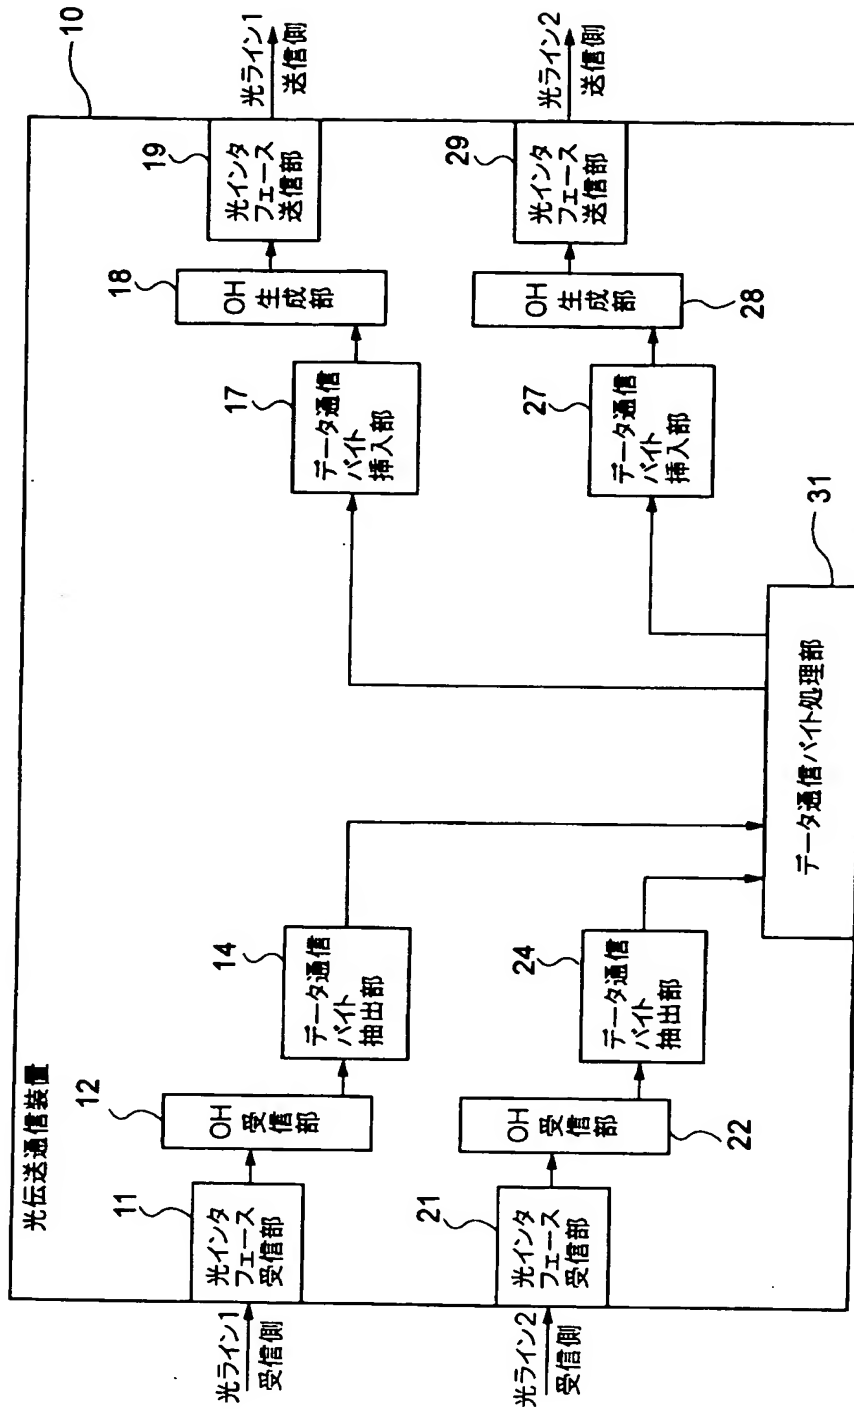 光伝送通信装置
10
光ライン1
受信側
11
光インタ
フェース
受信部
12
OH
受信部
14
データ通信
バイト
抽出部
17
データ通信
バイト
挿入部
18
OH
生成部
19
光インタ
フェース
送信部
光ライン1
送信側
光ライン2
受信側
21
光インタ
フェース
受信部
OH
受信部
22
24
データ通信
バイト
抽出部
27
データ通信
バイト
挿入部
OH
生成部
28
29
光インタ
フェース
送信部
光ライン2
送信側
31
データ通信バイト処理部